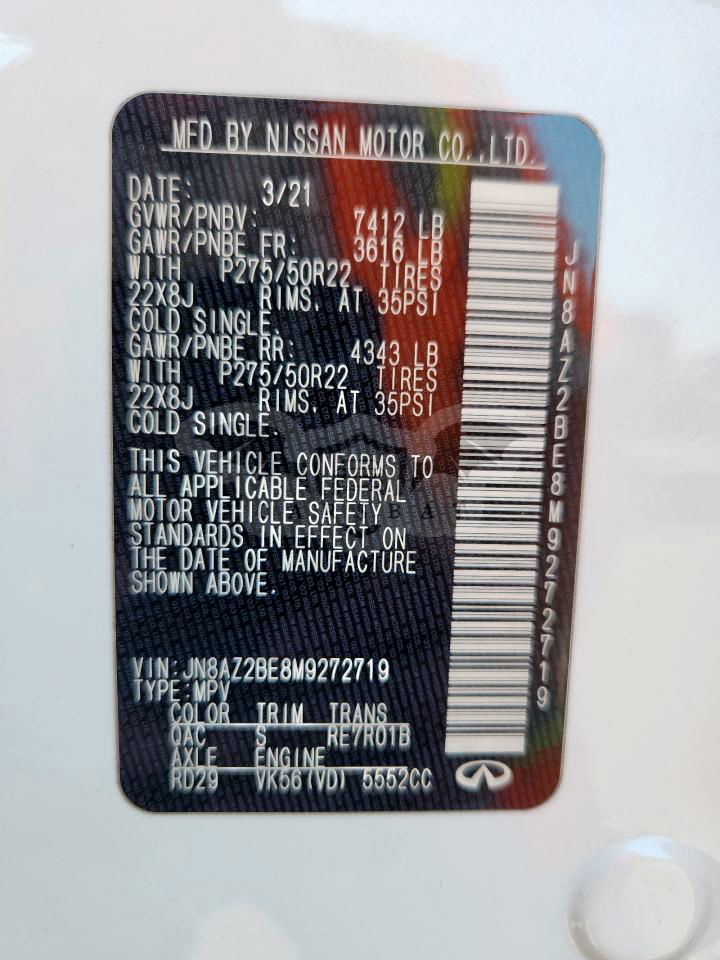 MFD BY NISSAN MOTOR CO.,LTD.
DATE: 3/21
GVWR/PNBV: 7412 LB
GAWR/PNBE FR: 3616 LB
WITH P275/50R22 TIRES
22X8J RIMS. AT 35PSI
COLD SINGLE.
GAWR/PNBE RR: 4343 LB
WITH P275/50R22 TIRES
22X8J RIMS. AT 35PSI
COLD SINGLE.
THIS VEHICLE CONFORMS TO
ALL APPLICABLE FEDERAL
MOTOR VEHICLE SAFETY
STANDARDS IN EFFECT ON
THE DATE OF MANUFACTURE
SHOWN ABOVE.
VIN:JN8AZ2BE8M9272719
TYPE:MPV
COLOR TRIM TRANS
QAC S RE7R01B
AXLE ENGINE
RD29 VK56(VD) 5552CC
JN8AZ2BE8M9272719